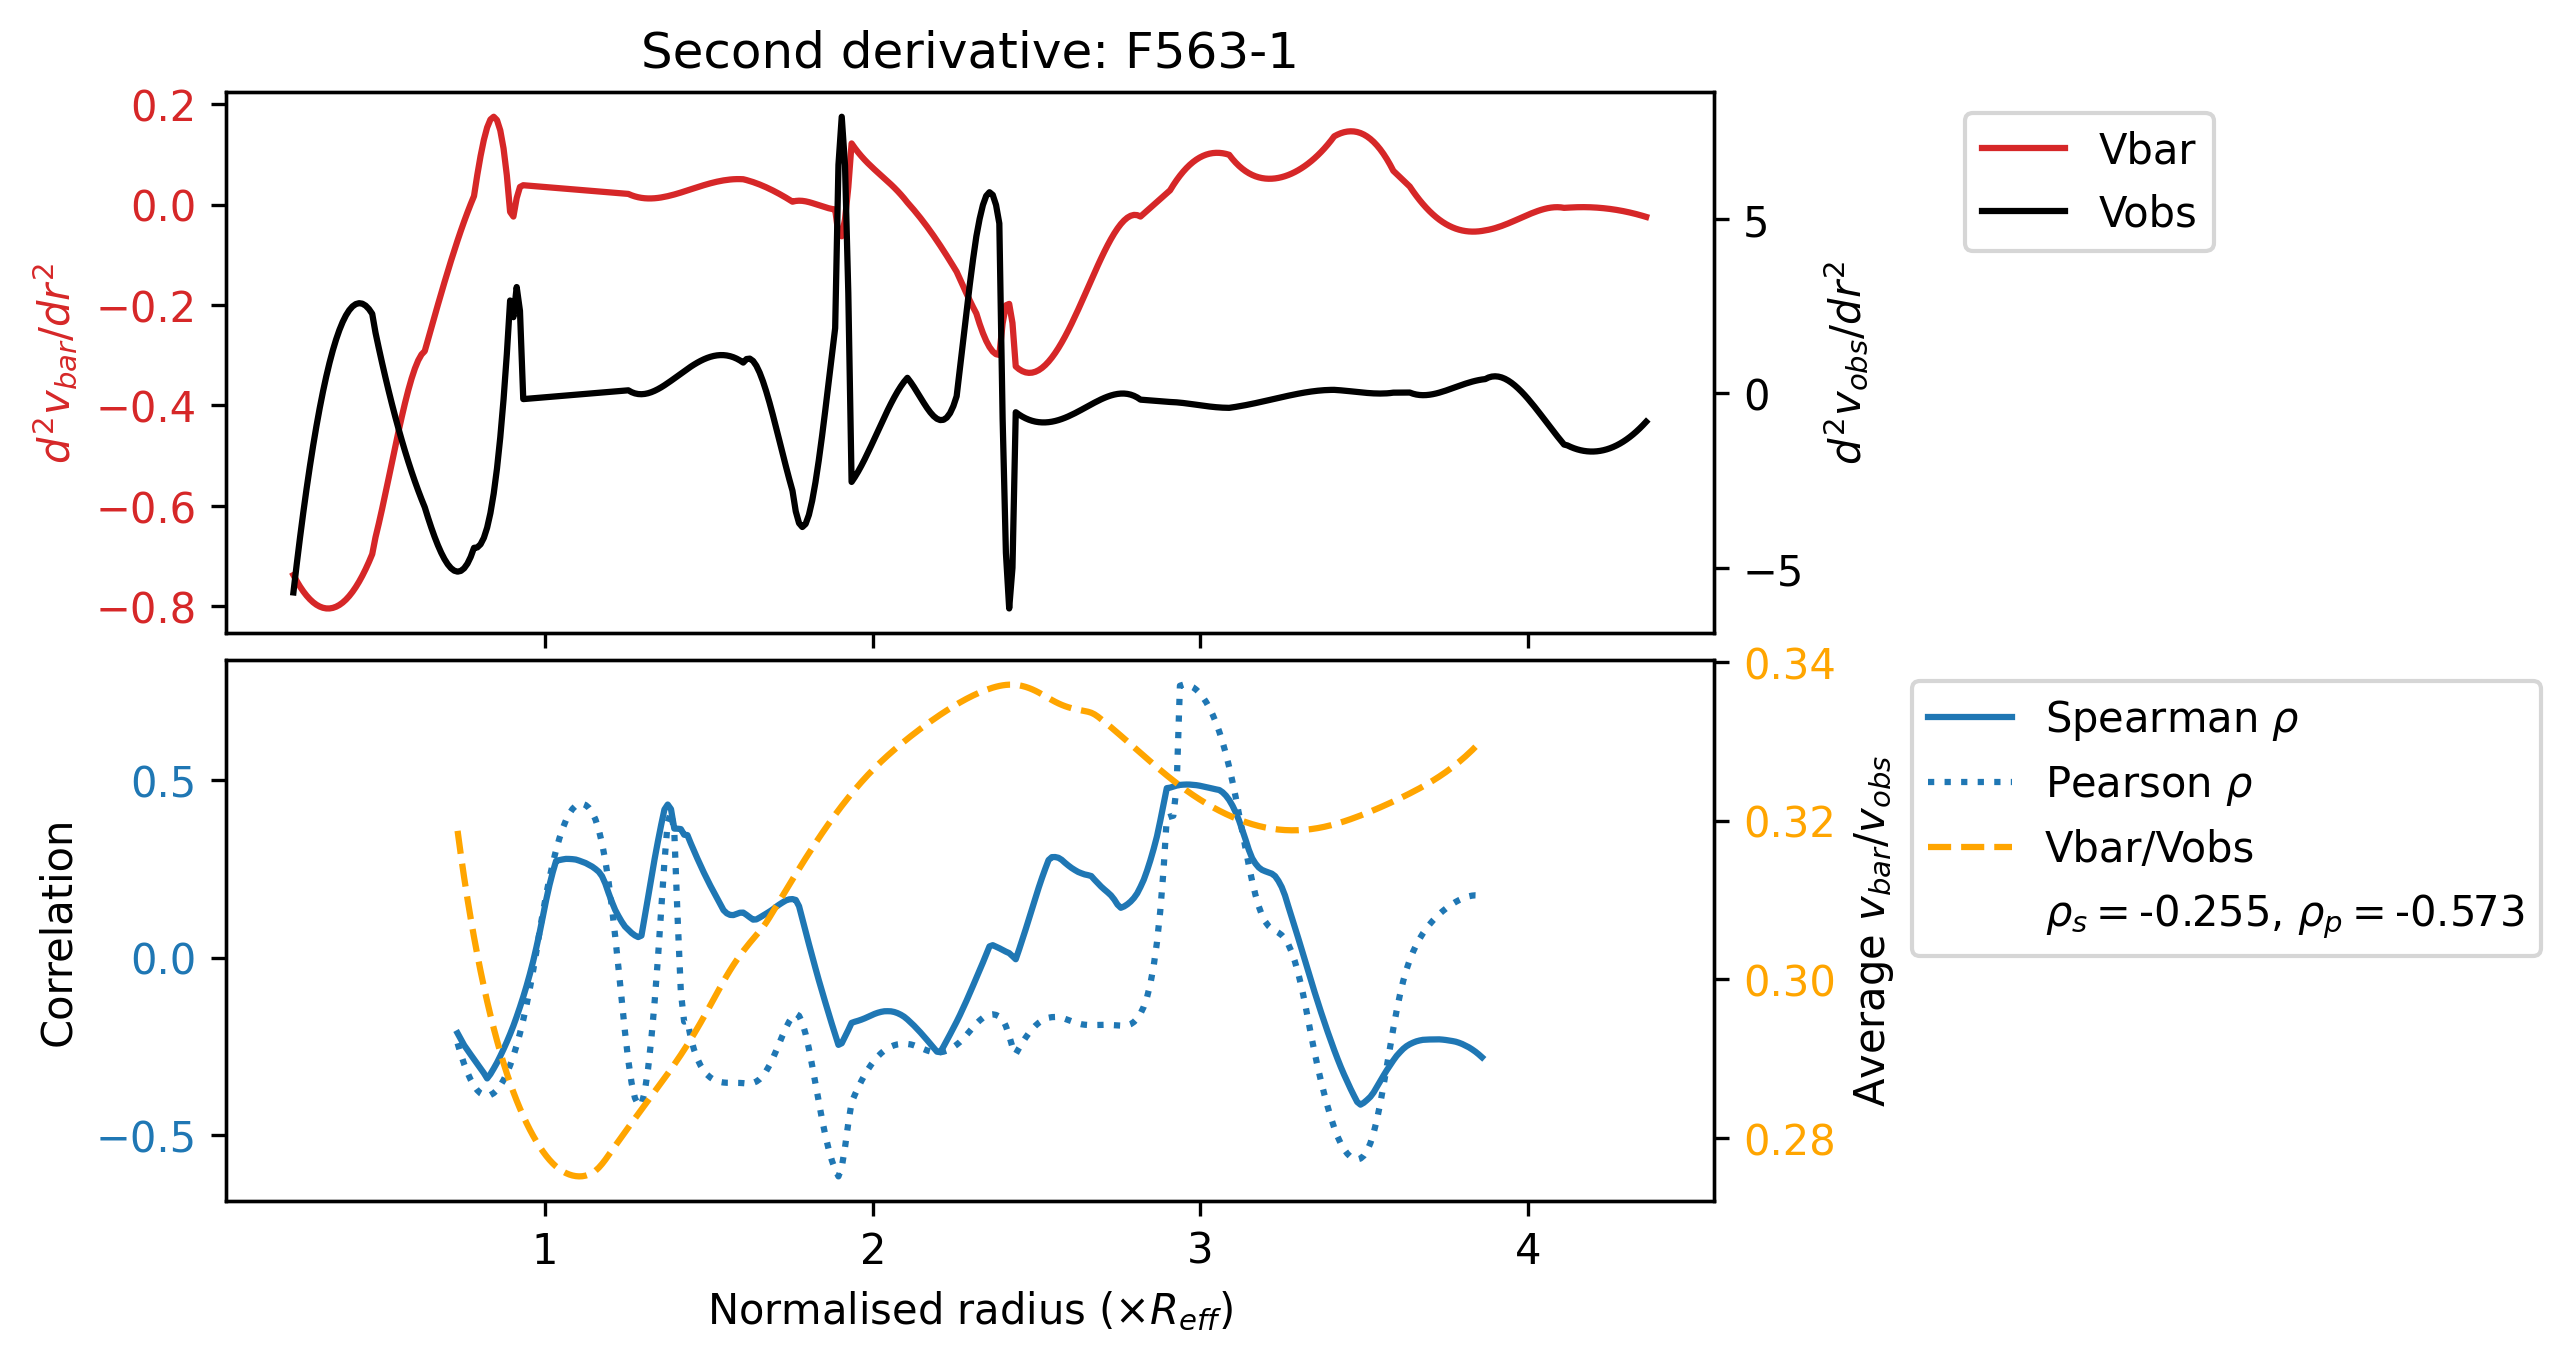 Second derivative: F563-1
0.2
0.0
−0.2
−0.4
−0.6
−0.8
d²v_bar/dr²
5
0
−5
d²v_obs/dr²
Vbar
Vobs
0.5
0.0
−0.5
Correlation
0.34
0.32
0.30
0.28
Average v_bar/v_obs
Spearman ρ
Pearson ρ
Vbar/Vobs
ρ_s = -0.255, ρ_p = -0.573
1 2 3 4
Normalised radius (×R_eff)